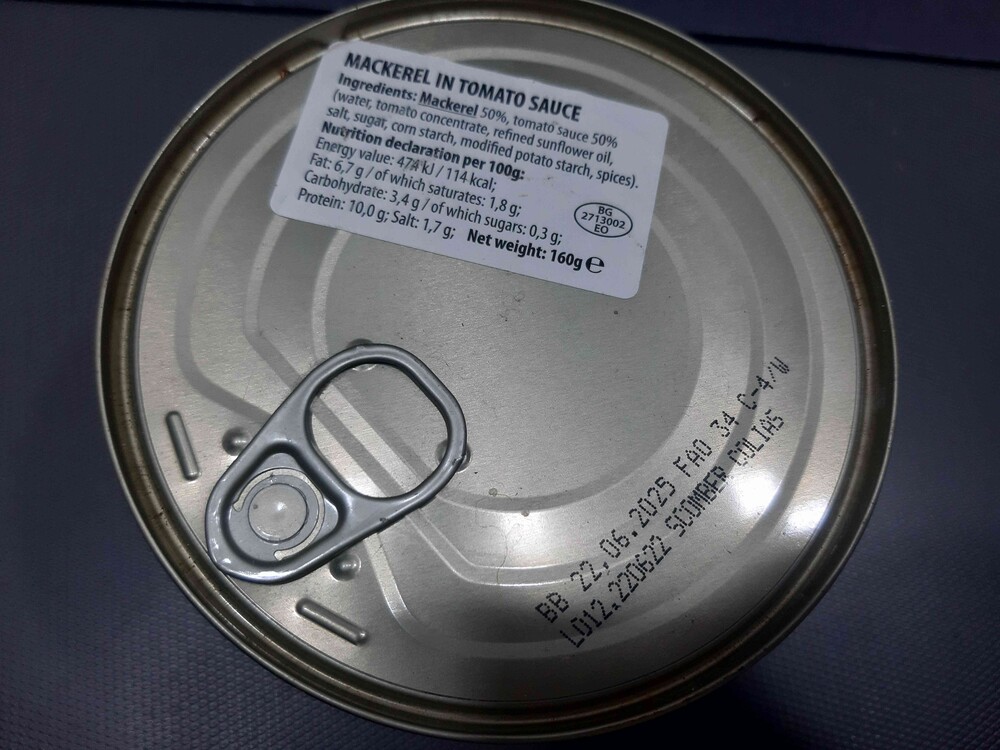 MACKEREL IN TOMATO SAUCE
Ingredients: Mackerel 50%, tomato sauce 50%
(water, tomato concentrate, refined sunflower oil,
salt, sugar, corn starch, modified potato starch, spices).
Nutrition declaration per 100g:
Energy value: 474 kJ / 114 kcal;
Fat: 6,7 g / of which saturates: 1,8 g;
Carbohydrate: 3,4 g / of which sugars: 0,3 g;
Protein: 10,0 g; Salt: 1,7 g; Net weight: 160g ℮
BG
2713002
EO
BB 22.06.2025 FAO 34 C-4/W
LD12.220622 SCOMBER COLIAS